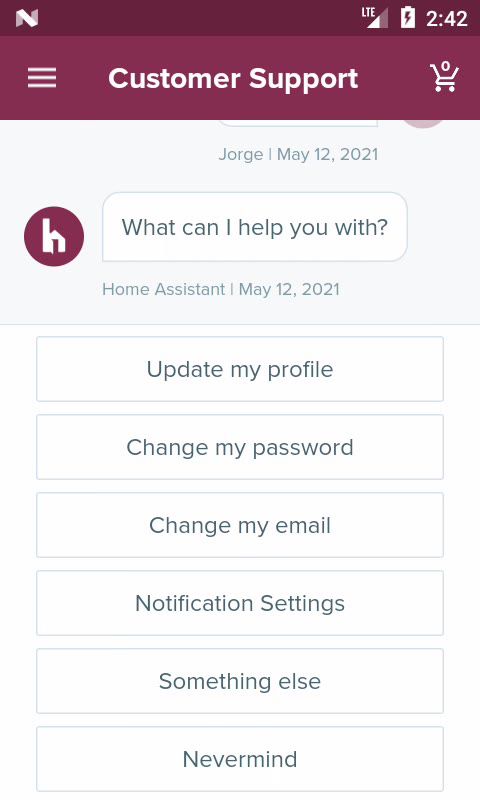 LTE 2:42
Customer Support
0
Jorge | May 12, 2021
h
What can I help you with?
Home Assistant | May 12, 2021
Update my profile
Change my password
Change my email
Notification Settings
Something else
Nevermind